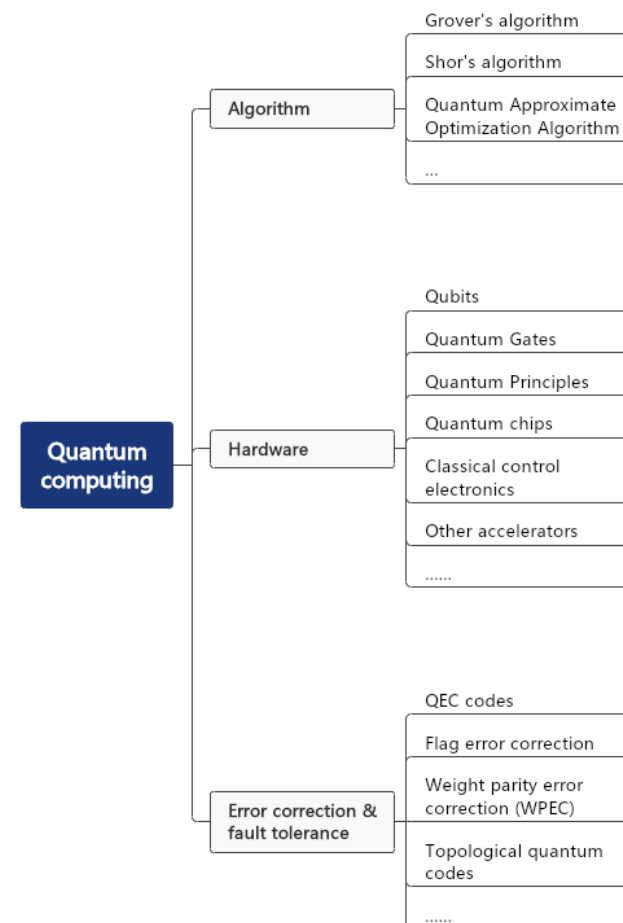 Grover's algorithm
Shor's algorithm
Algorithm
Quantum Approximate
Optimization Algorithm
...
Qubits
Quantum Gates
Quantum Principles
Quantum chips
Quantum
computing
Hardware
Classical control
electronics
Other accelerators
......
QEC codes
Flag error correction
Weight parity error
correction (WPEC)
Error correction &
fault tolerance
Topological quantum
codes
......